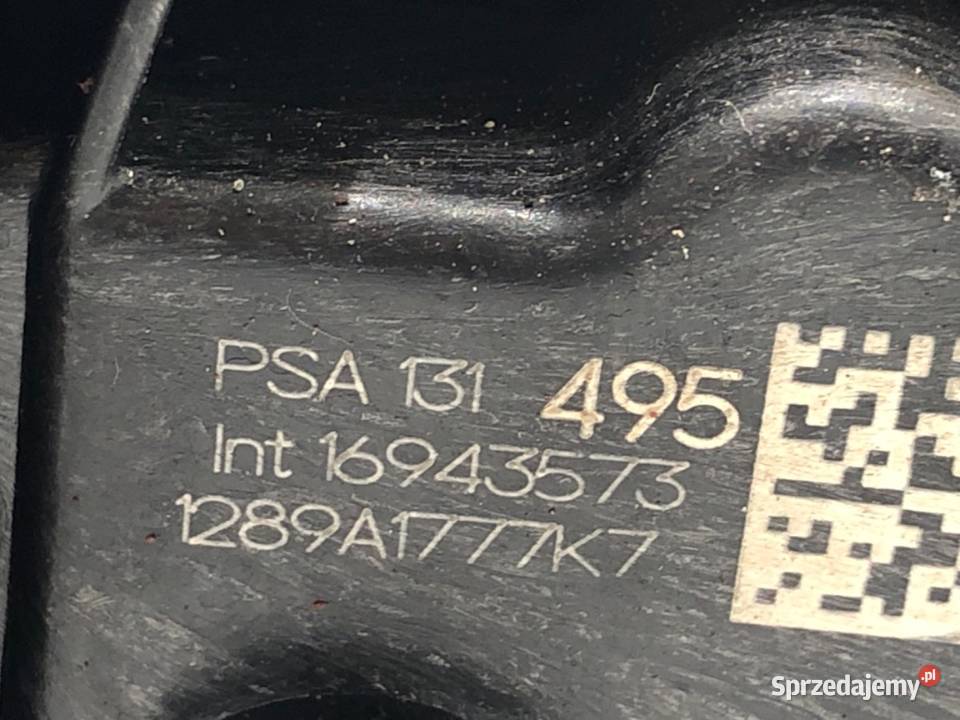 PSA 131 495
Int 16943573
1289A1777K7
Sprzedajemy.pl